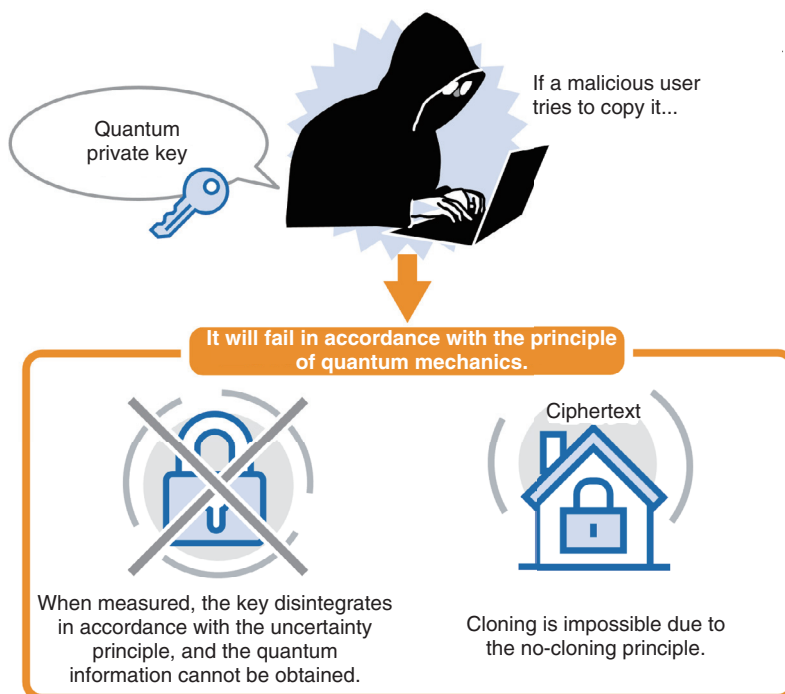 If a malicious user
tries to copy it...
Quantum
private key
It will fail in accordance with the principle
of quantum mechanics.
Ciphertext
When measured, the key disintegrates
in accordance with the uncertainty
principle, and the quantum
information cannot be obtained.
Cloning is impossible due to
the no-cloning principle.